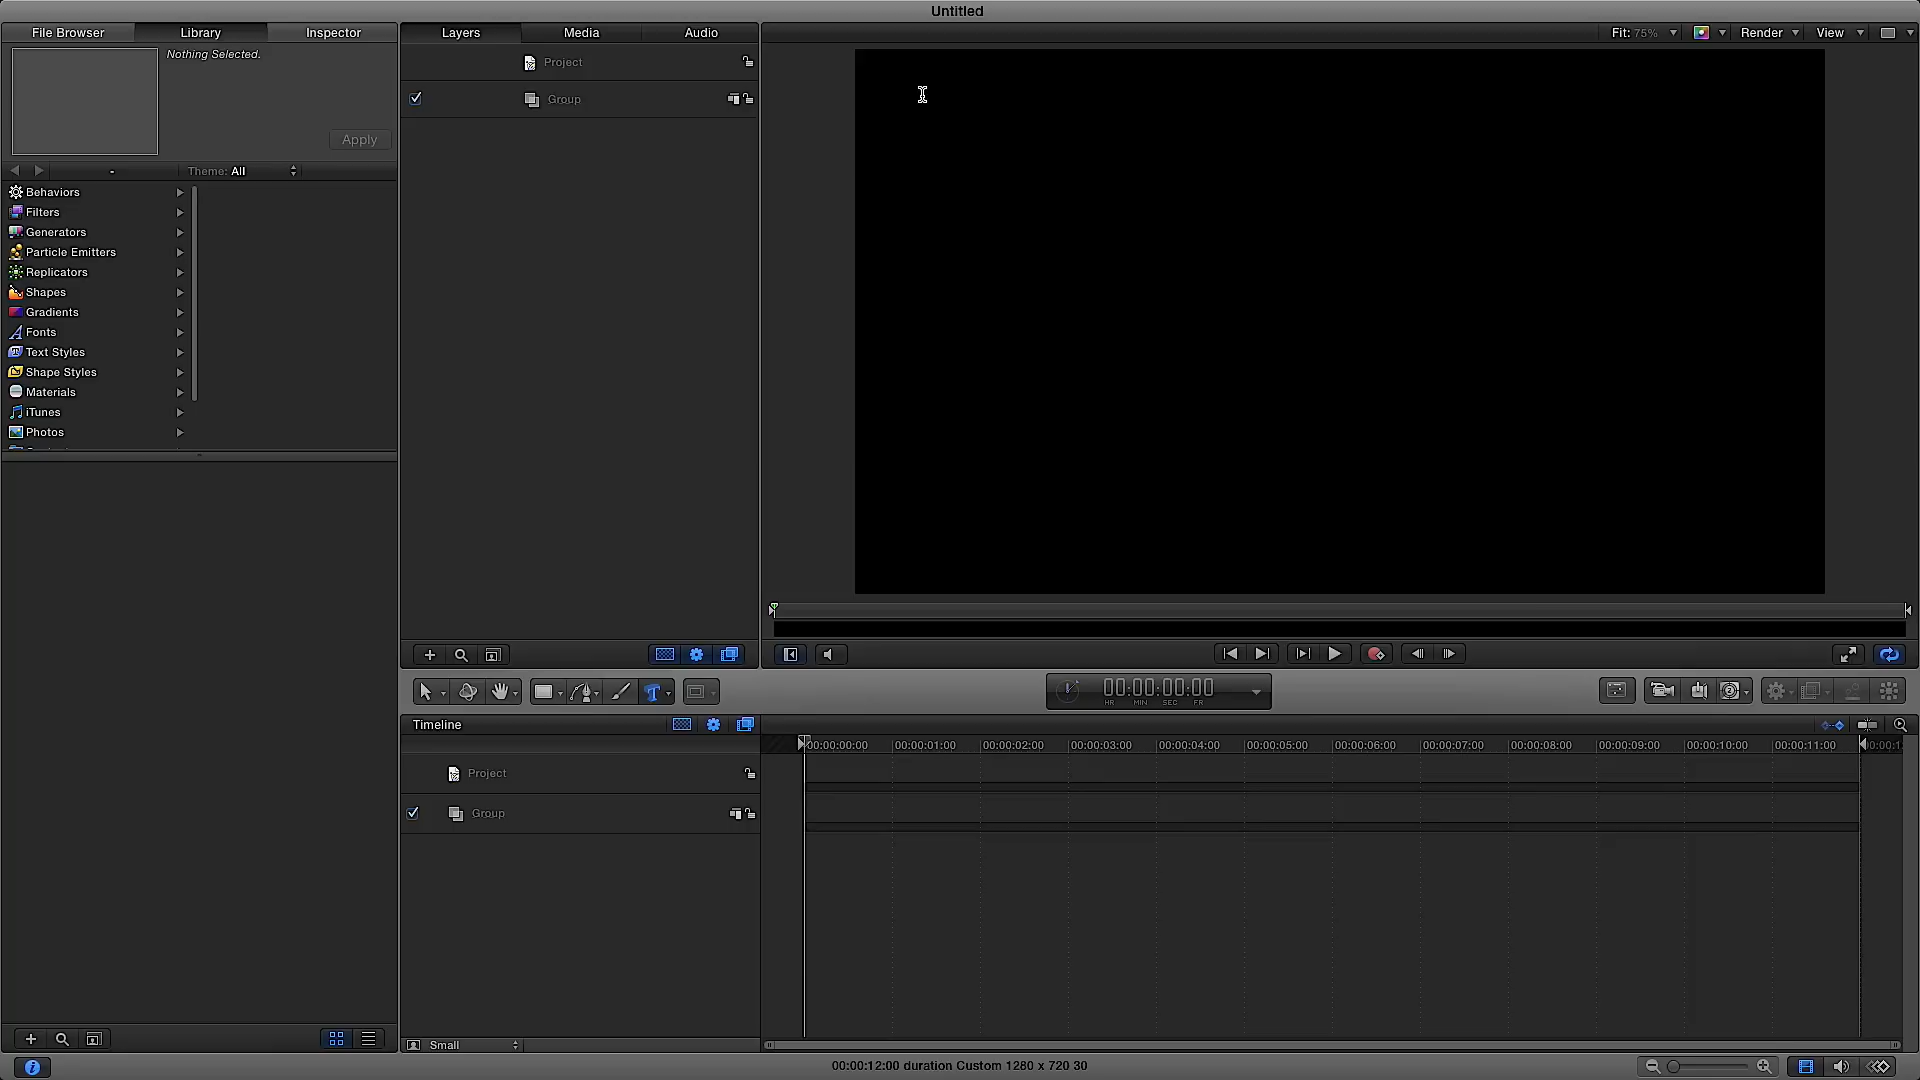 Untitled
File Browser
Library
Inspector
Layers
Media
Audio
Fit: 75%
Render
View
Nothing Selected.
Apply
Project
Group
-
Theme: All
Behaviors
Filters
Generators
Particle Emitters
Replicators
Shapes
Gradients
Fonts
Text Styles
Shape Styles
Materials
iTunes
Photos
00:00:00:00
HR MIN SEC FR
Timeline
00:00:00:00
00:00:01:00
00:00:02:00
00:00:03:00
00:00:04:00
00:00:05:00
00:00:06:00
00:00:07:00
00:00:08:00
00:00:09:00
00:00:10:00
00:00:11:00
Project
Group
Small
00:00:12:00 duration Custom 1280 x 720 30